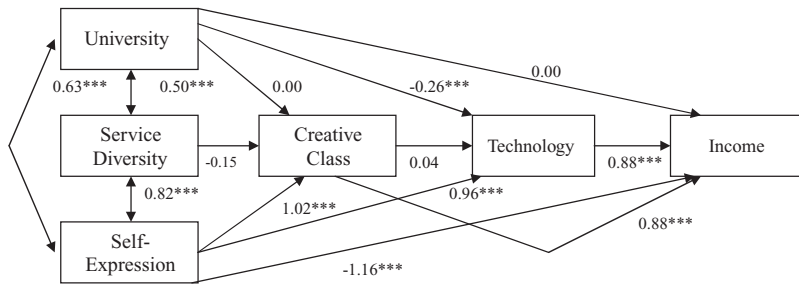 University
0.00
0.63***
0.50***
0.00
-0.26***
Service
Diversity
Creative
Class
Technology
Income
-0.15
0.04
0.88***
0.82***
1.02***
0.96***
0.88***
Self-
Expression
-1.16***